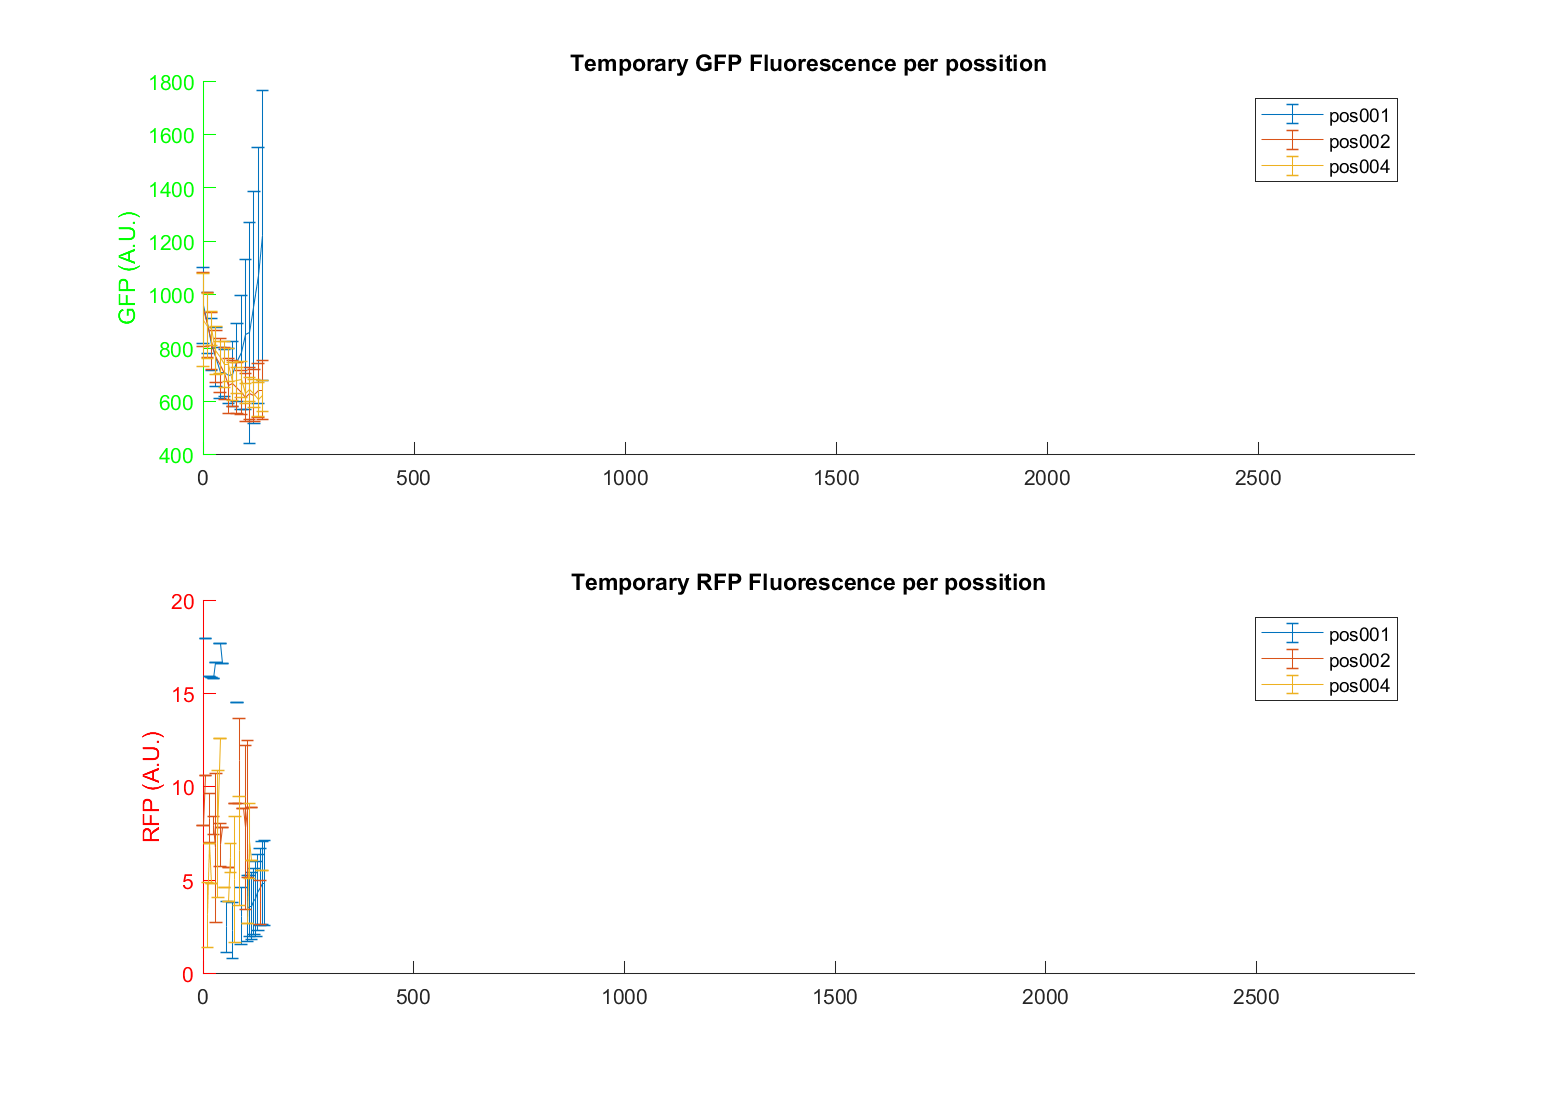 Temporary GFP Fluorescence per possition
1800
1600
1400
1200
1000
800
600
400
GFP (A.U.)
pos001
pos002
pos004
0 500 1000 1500 2000 2500
Temporary RFP Fluorescence per possition
20
15
10
5
0
RFP (A.U.)
pos001
pos002
pos004
0 500 1000 1500 2000 2500